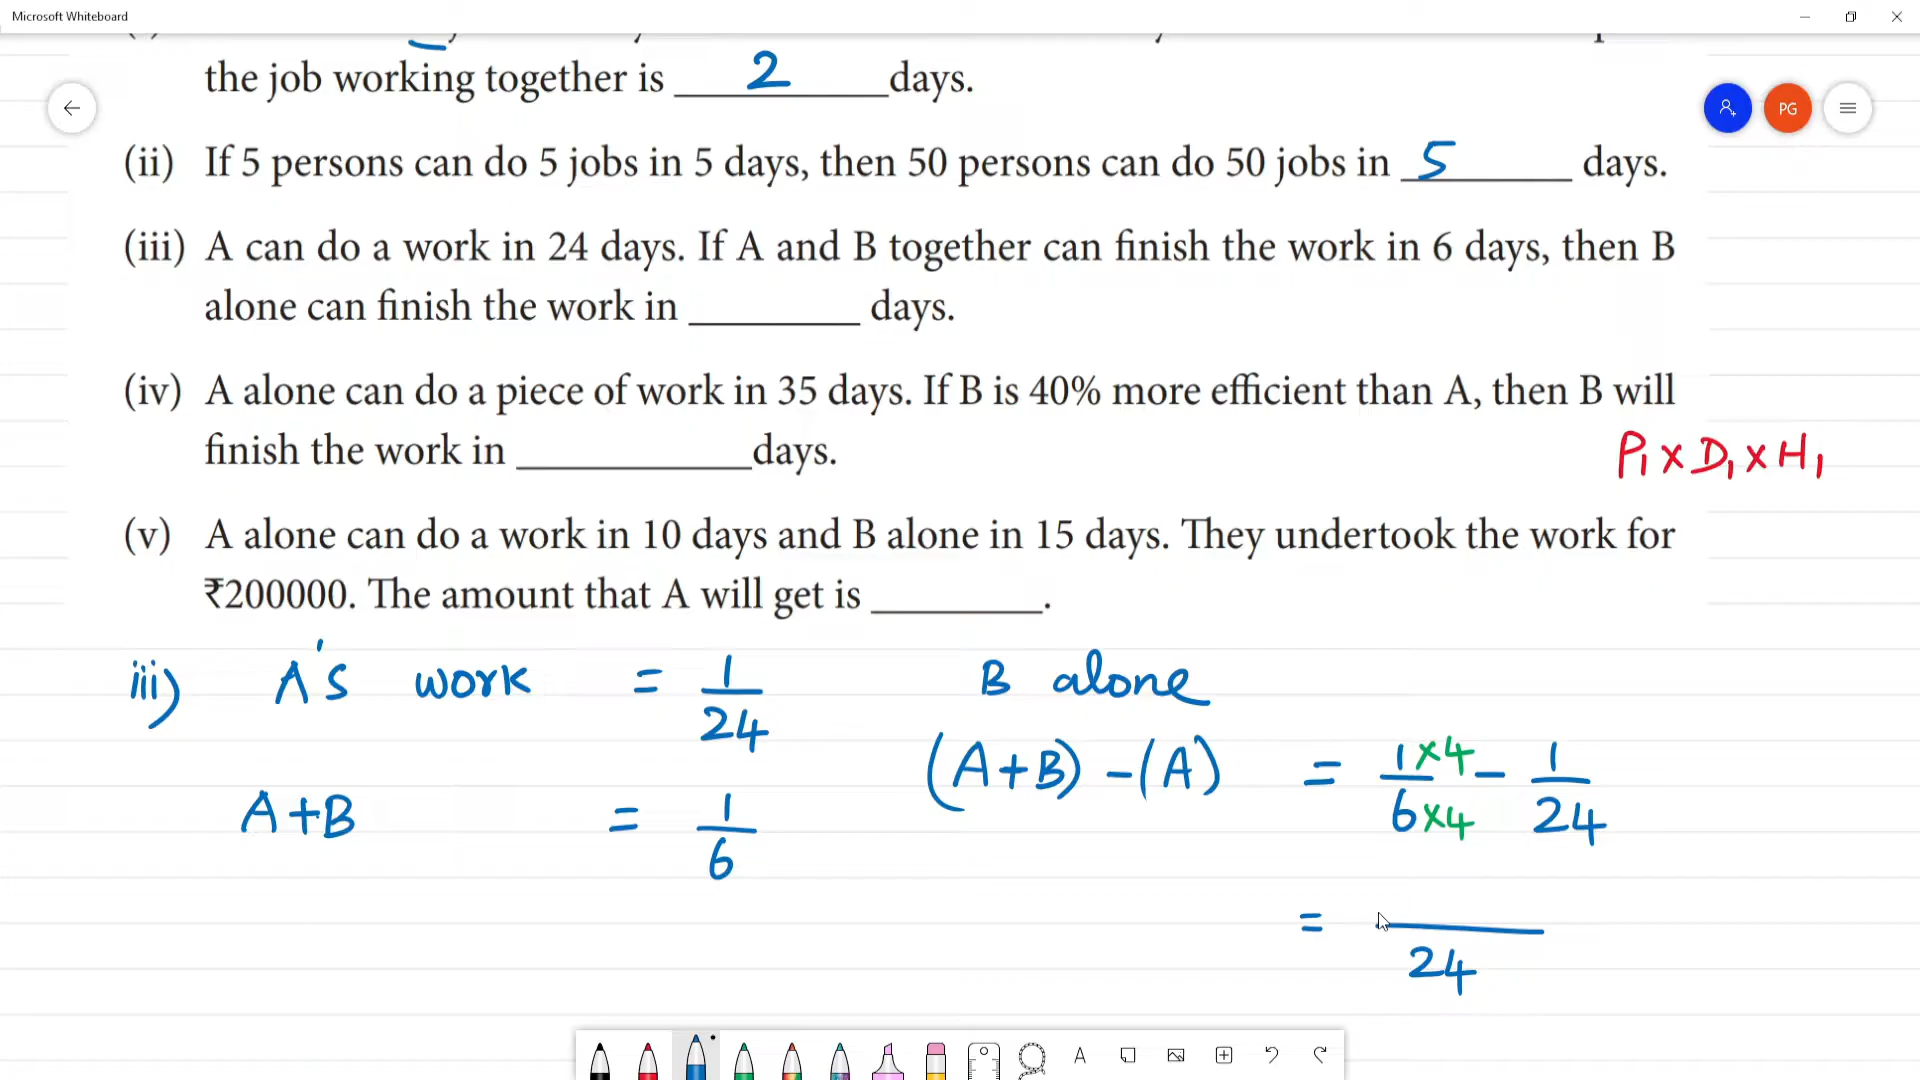 Microsoft Whiteboard
the job working together is 2 days.
PG
(ii) If 5 persons can do 5 jobs in 5 days, then 50 persons can do 50 jobs in 5 days.
(iii) A can do a work in 24 days. If A and B together can finish the work in 6 days, then B
alone can finish the work in ________ days.
(iv) A alone can do a piece of work in 35 days. If B is 40% more efficient than A, then B will
finish the work in ___________days.
P₁ × D₁ × H₁
(v) A alone can do a work in 10 days and B alone in 15 days. They undertook the work for
₹200000. The amount that A will get is ________.
iii) A's work = 1/24 B alone
A+B = 1/6 (A+B) - (A) = 1×4/6×4 - 1/24
= /24